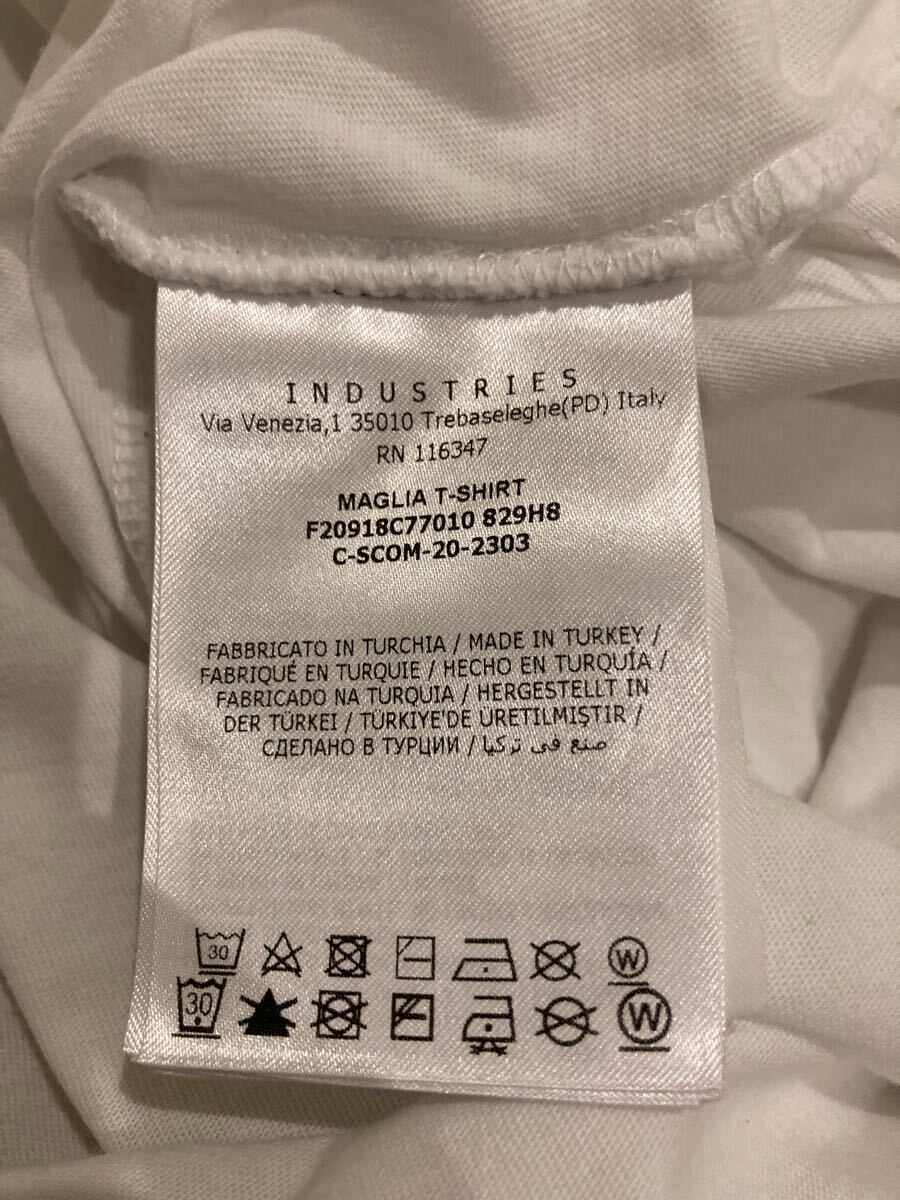 INDUSTRIES
Via Venezia,1 35010 Trebaseleghe(PD) Italy
RN 116347
MAGLIA T-SHIRT
F20918C77010 829H8
C-SCOM-20-2303
FABBRICATO IN TURCHIA / MADE IN TURKEY /
FABRIQUÉ EN TURQUIE / HECHO EN TURQUÍA /
FABRICADO NA TURQUIA / HERGESTELLT IN
DER TÜRKEI / TÜRKIYE'DE ÜRETILMIŞTIR /
СДЕЛАНО В ТУРЦИИ / صنع في تركيا
30 W
30 W